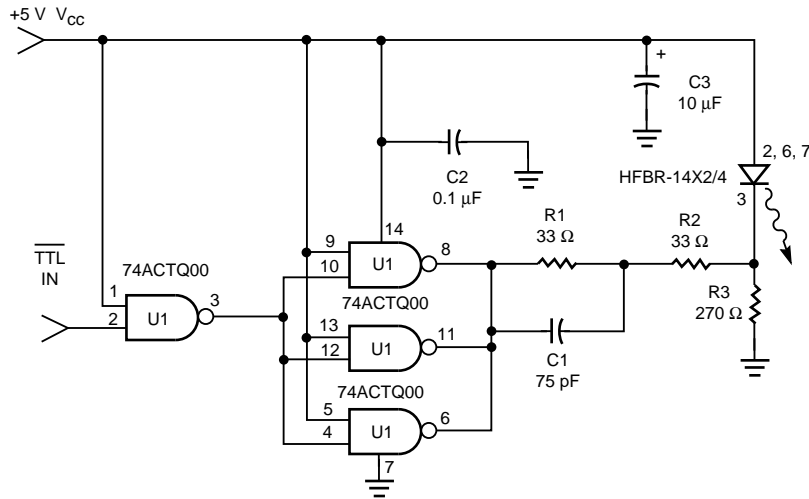 +5 V VCC
+
C3
10 µF
2, 6, 7
HFBR-14X2/4
3
C2
0.1 µF
14
R1
33 Ω
R2
33 Ω
TTL
IN
9
10
U1
8
74ACTQ00
74ACTQ00
1
2
U1
3
R3
270 Ω
13
12
U1
11
C1
75 pF
74ACTQ00
5
4
U1
6
7